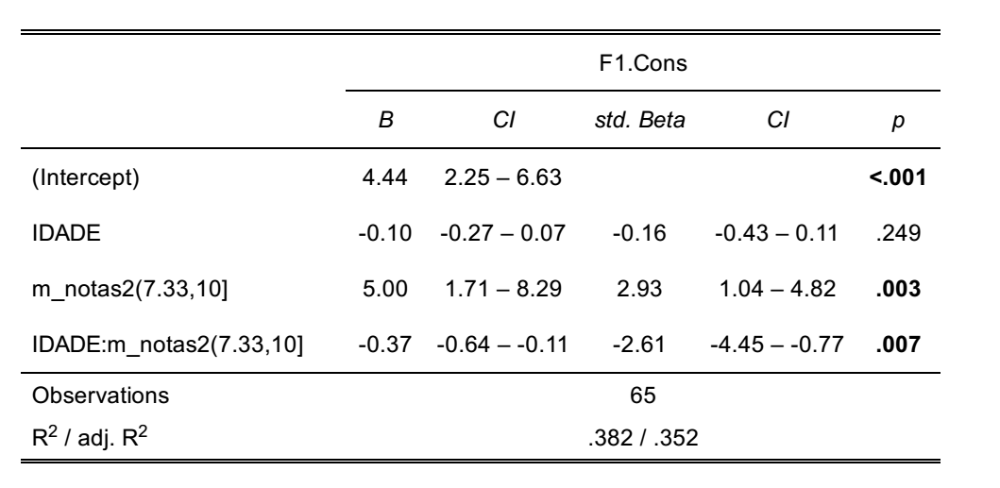 F1.Cons
B CI std. Beta CI p
(Intercept) 4.44 2.25 – 6.63 <.001
IDADE -0.10 -0.27 – 0.07 -0.16 -0.43 – 0.11 .249
m_notas2(7.33,10] 5.00 1.71 – 8.29 2.93 1.04 – 4.82 .003
IDADE:m_notas2(7.33,10] -0.37 -0.64 – -0.11 -2.61 -4.45 – -0.77 .007
Observations 65
R2 / adj. R2 .382 / .352